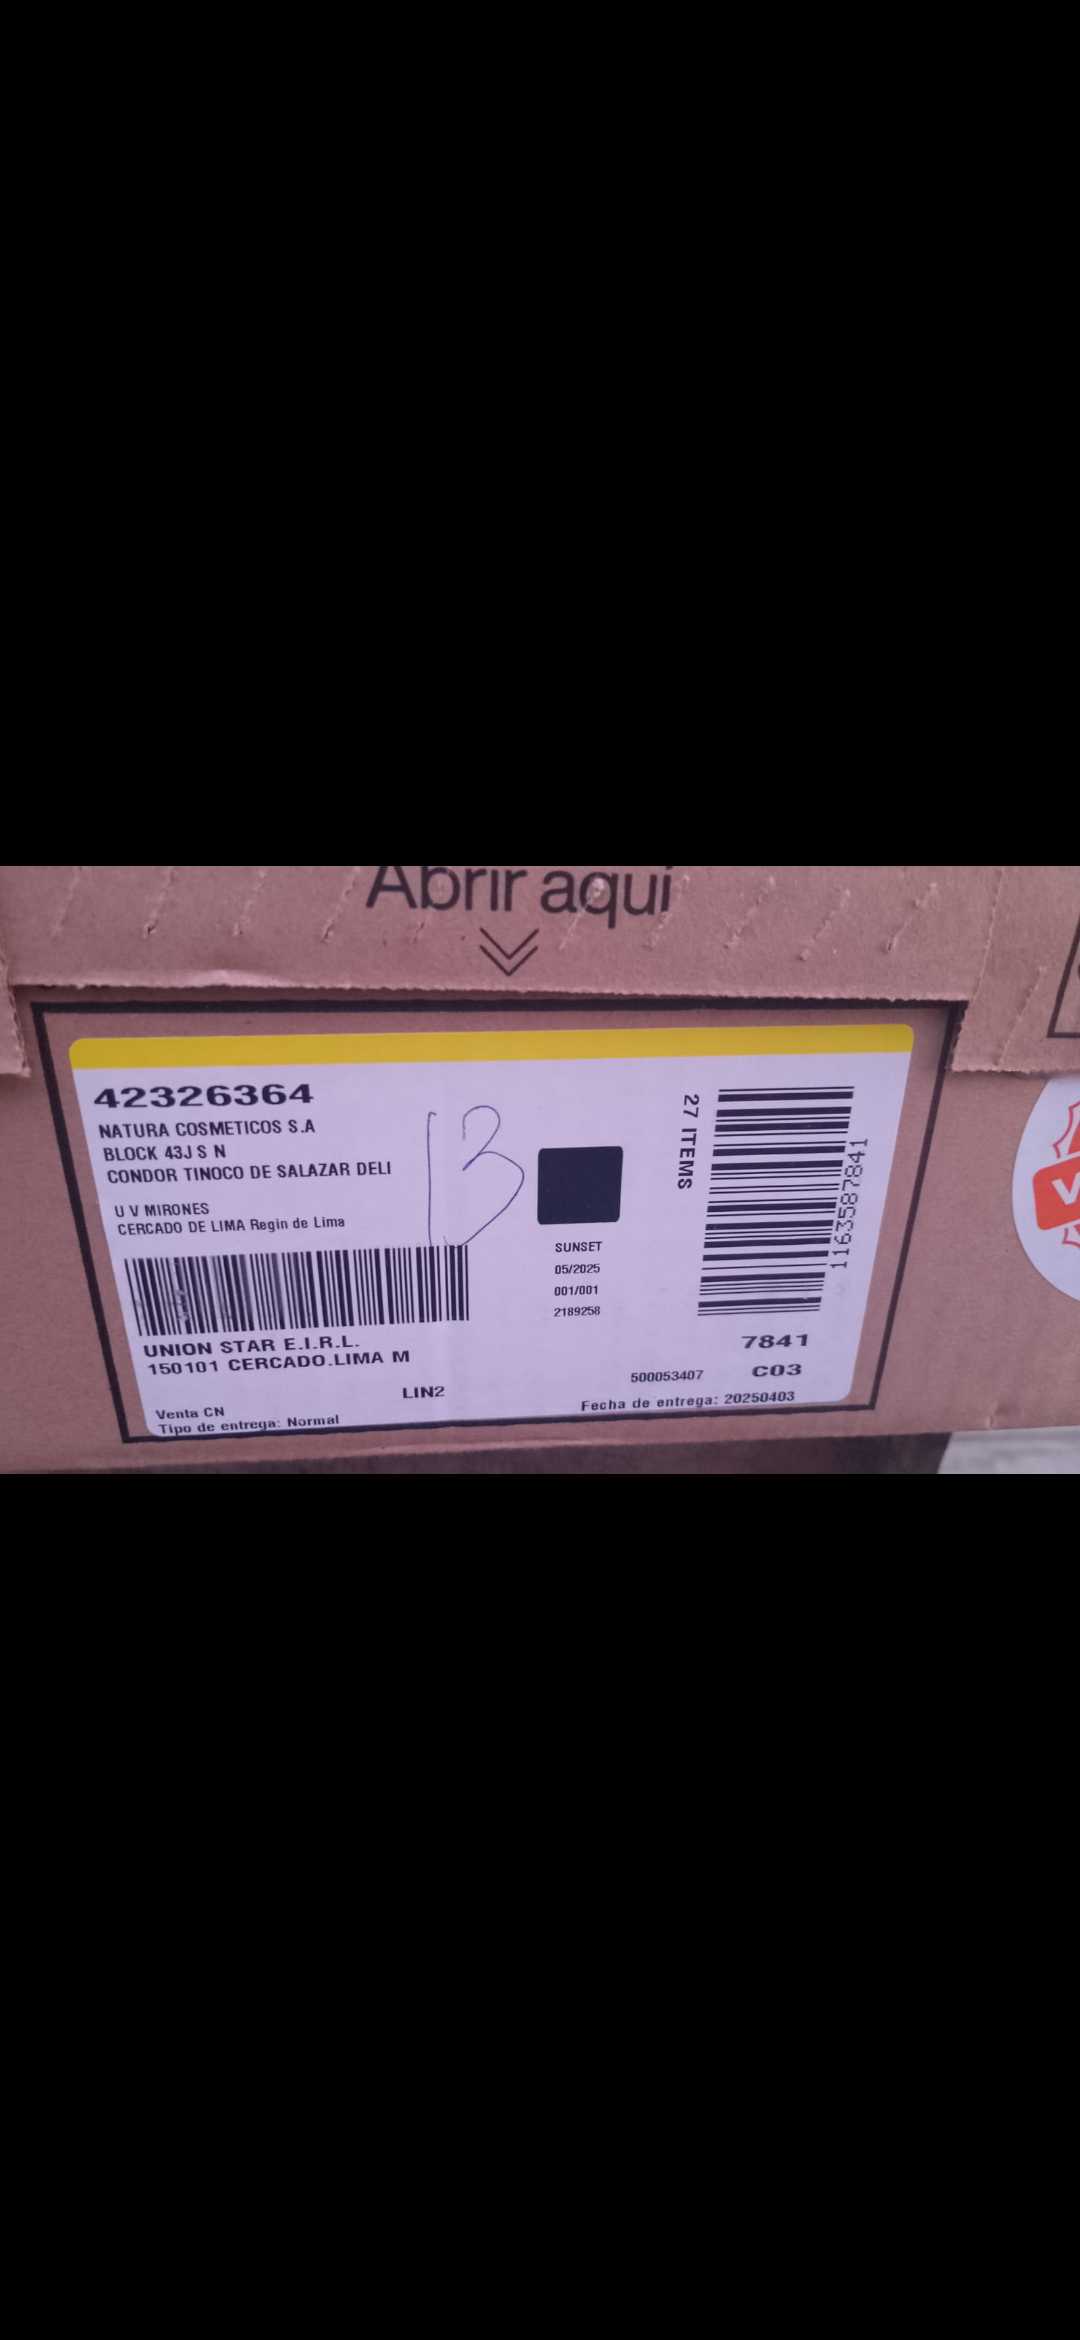 Abrir aquí
42326364
NATURA COSMETICOS S.A
BLOCK 43J S N
CONDOR TINOCO DE SALAZAR DELI
U V MIRONES
CERCADO DE LIMA Regin de Lima
13
UNION STAR E.I.R.L.
150101 CERCADO.LIMA M
LIN2
Venta CN
Tipo de entrega: Normal
SUNSET
05/2025
001/001
2189258
27 ITEMS
116358784​1
7841
500053407
C03
Fecha de entrega: 20250403